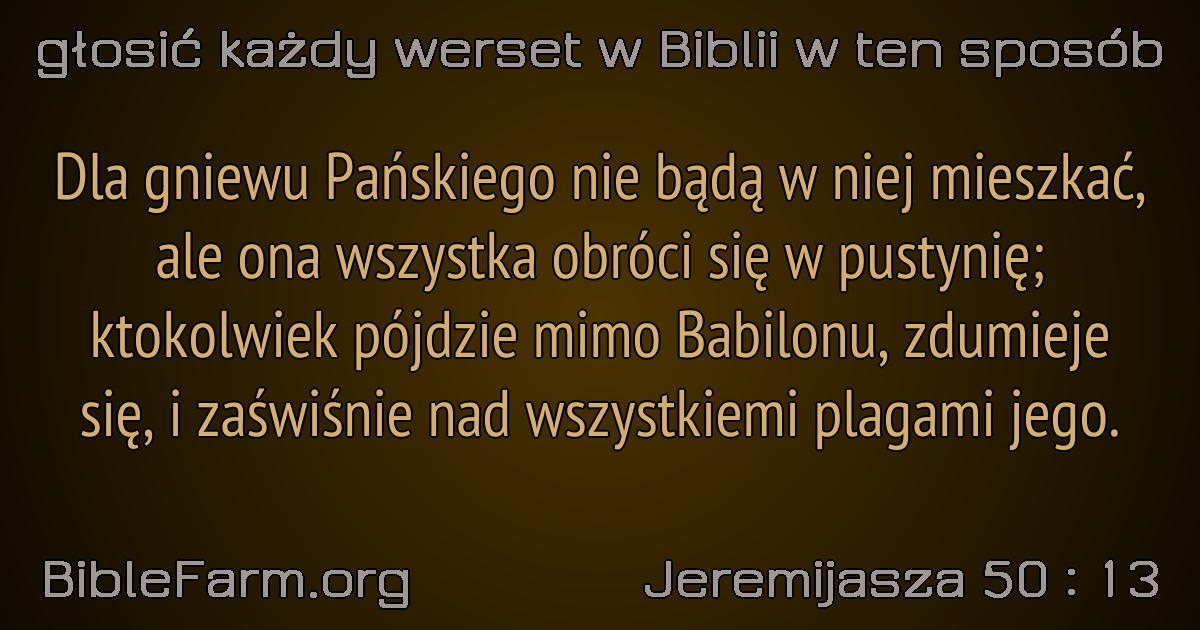 głosić każdy werset w Biblii w ten sposób
Dla gniewu Pańskiego nie bądą w niej mieszkać,
ale ona wszystka obróci się w pustynię;
ktokolwiek pójdzie mimo Babilonu, zdumieje
się, i zaświśnie nad wszystkiemi plagami jego.
BibleFarm.org
Jeremijasza 50 : 13